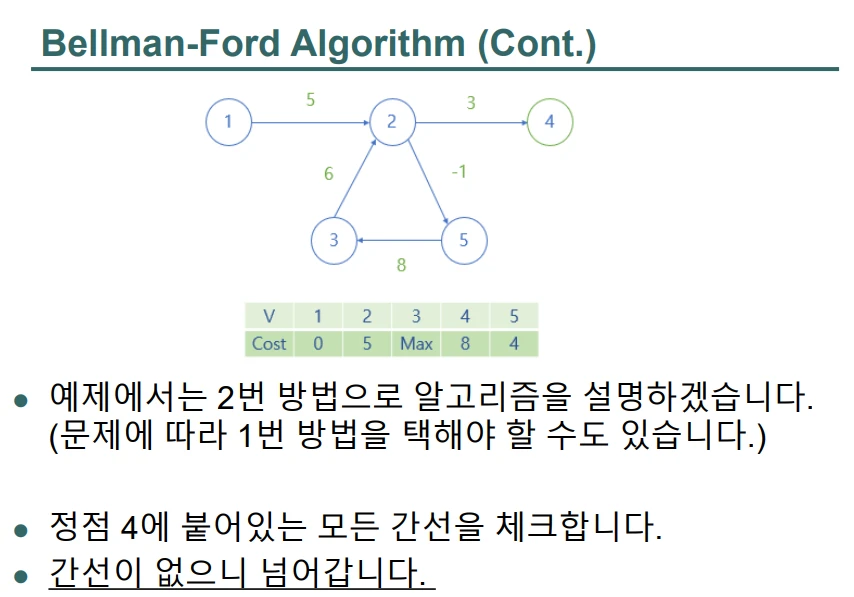 Bellman-Ford Algorithm (Cont.)
5
3
1
2
4
6
-1
3
5
8
V 1 2 3 4 5
Cost 0 5 Max 8 4
● 예제에서는 2번 방법으로 알고리즘을 설명하겠습니다.
(문제에 따라 1번 방법을 택해야 할 수도 있습니다.)
● 정점 4에 붙어있는 모든 간선을 체크합니다.
● 간선이 없으니 넘어갑니다.